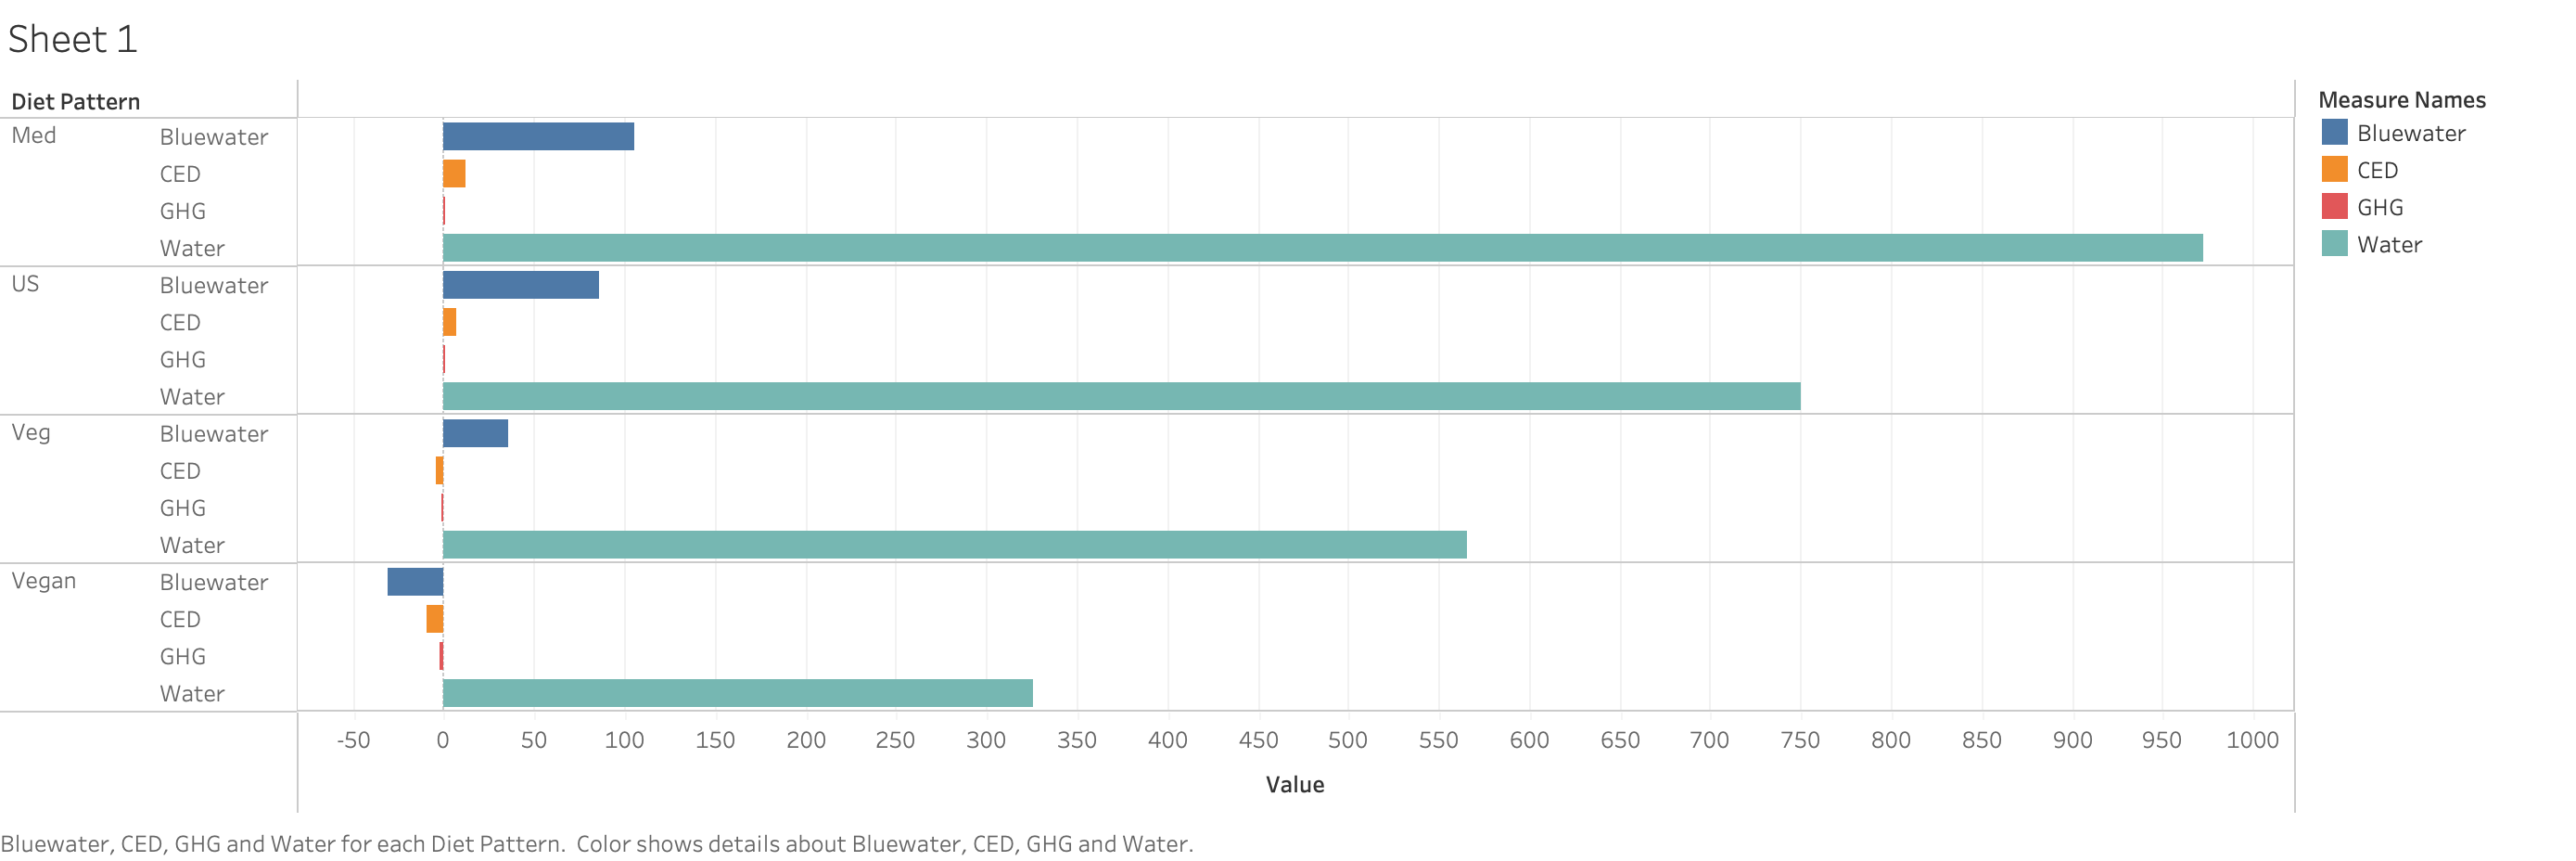 Sheet 1
Diet Pattern
Med Bluewater
CED
GHG
Water
US Bluewater
CED
GHG
Water
Veg Bluewater
CED
GHG
Water
Vegan Bluewater
CED
GHG
Water
-50 0 50 100 150 200 250 300 350 400 450 500 550 600 650 700 750 800 850 900 950 1000
Value
Measure Names
Bluewater
CED
GHG
Water
Bluewater, CED, GHG and Water for each Diet Pattern.  Color shows details about Bluewater, CED, GHG and Water.